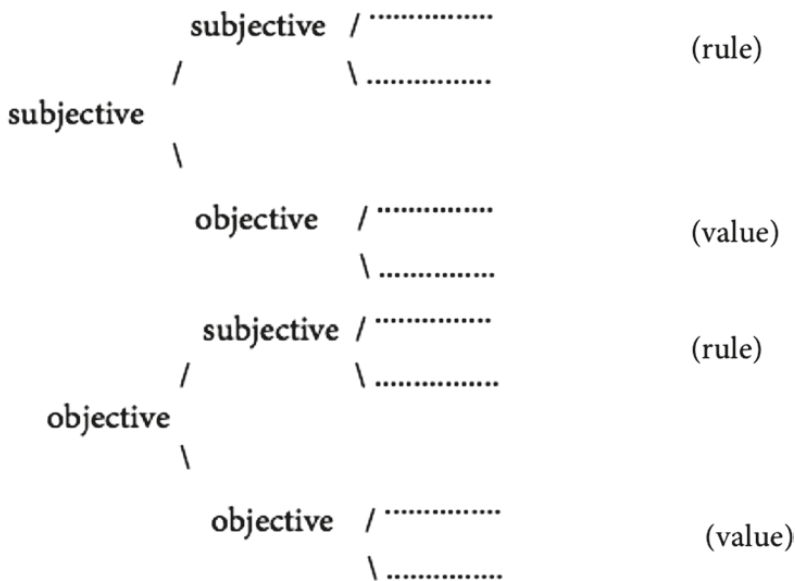 subjective / ................
(rule)
/ \ ................
subjective
\
objective / ................
(value)
\ ................
subjective / ................
(rule)
/ \ ................
objective
\
objective / ................
(value)
\ ................